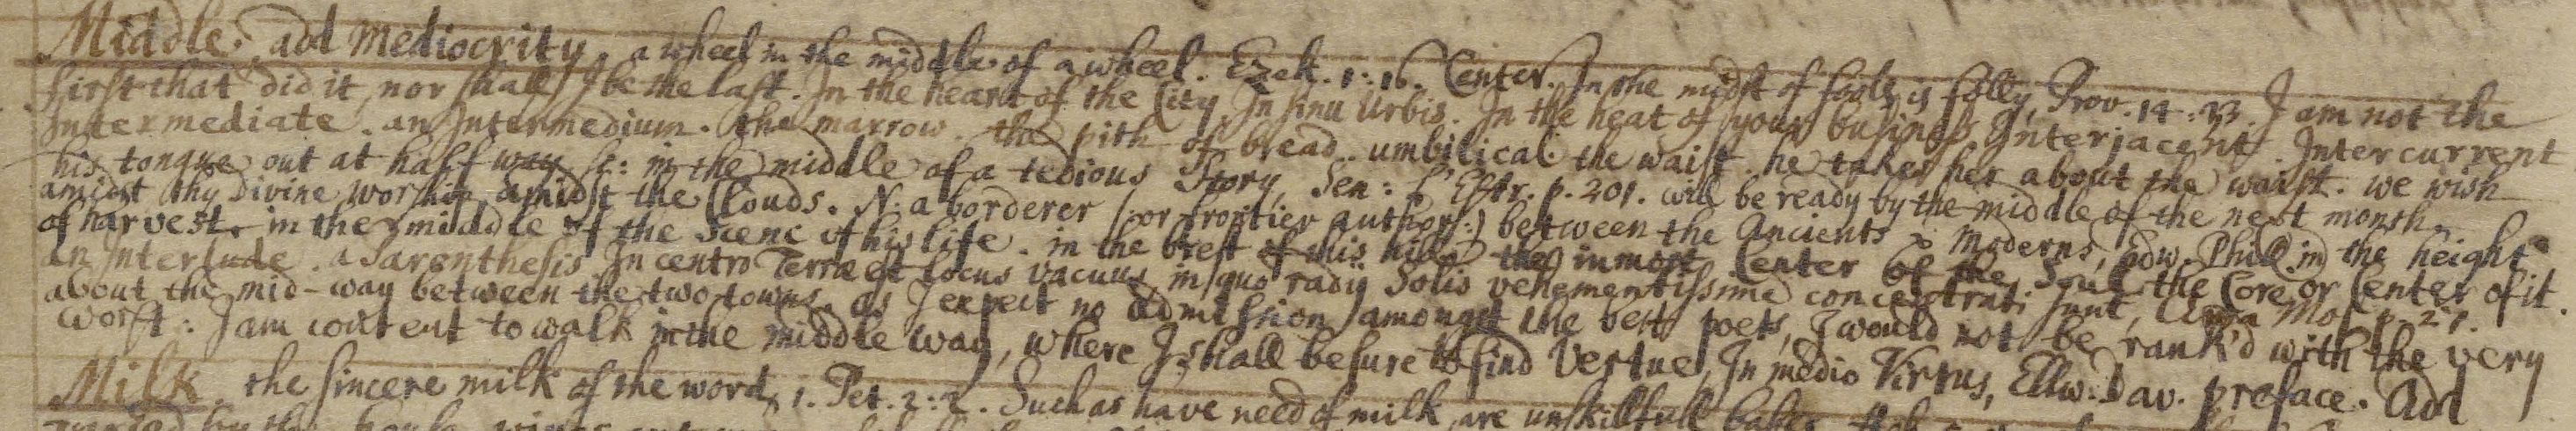 Middle. add Mediocrity. a wheel in the middle of a wheel. Ezek. 1:16. Center. In the midst of fools is folly, Prov. 14:33. I am not the
first that did it, nor shall I be the last. In the heart of the City. In sinu Urbis. In the heat of your business. Interjacent. Intercurrent
Intermediate. an Intermedium. the marrow. the pith of bread. umbilical. the waist. he takes her about the waist. we wish
his tongue out at half way sc: in the middle of a tedious Story, Sen: L'Estr. p. 201. will be ready by the middle of the next month.
amidst thy divine worship. amidst the Clouds. N: a borderer (or frontier author:) between the Ancients & Moderns, Edw. Phill. in the height
of harvest. in the middle of the scene of his life. in the brest of this hill. the inmost Center of the Soul. the Core or Center of it.
an Interlude. a Parenthesis. In centro Terræ est locus vacuus, in quo radij Solis vehementissime concentrati sunt, p. 21.
about the mid-way between the two towns. as I expect no admission amongst the best poets, I would not be rank'd with the very
worst: I am content to walk in the middle way, where I shall be sure to find Vertue, In medio Virtus, Ellw. Dav. preface. Add
Milk. the sincere milk of the word, 1. Pet. 2:2. Such as have need of milk, are unskillfull babes,